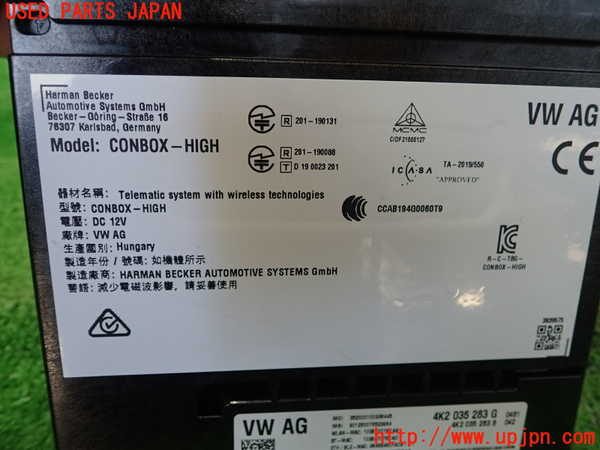 USED PARTS JAPAN
Harman Becker
Automotive Systems GmbH
Becker-Göring-Straße 16
76307 Karlsbad, Germany
Model: CONBOX-HIGH
R 201-190131
R 201-190088
T D 19 0023 201
MCMC
CIDF21000127
ICASA
TA-2019/556
"APPROVED"
VW AG
CE
器材名稱: Telematic system with wireless technologies
型號: CONBOX-HIGH
電壓: DC 12V
廠牌: VW AG
生產國別: Hungary
製造年份 / 號碼: 如機體所示
製造廠商: HARMAN BECKER AUTOMOTIVE SYSTEMS GmbH
警語: 減少電磁波影響, 請妥善使用
CCAB19400060T9
R-C-TBG-
CONBOX-HIGH
VW AG
4K2 035 283 G
4K2 035 283 B
http://www.upjpn.com